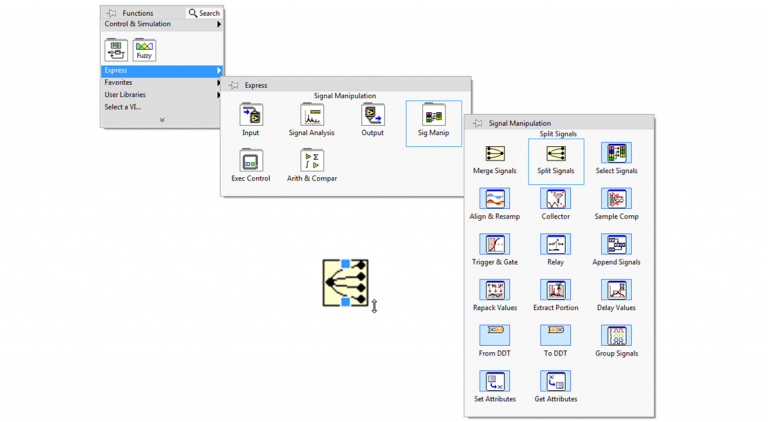 Functions
Search
Control & Simulation
PID
Fuzzy
Express
Favorites
User Libraries
Select a VI...
Express
Signal Manipulation
Input
Signal Analysis
Output
Sig Manip
Exec Control
Arith & Compar
Signal Manipulation
Split Signals
Merge Signals
Split Signals
Select Signals
Align & Resamp
Collector
Sample Comp
Trigger & Gate
Relay
Append Signals
Repack Values
Extract Portion
Delay Values
From DDT
To DDT
Group Signals
Set Attributes
Get Attributes